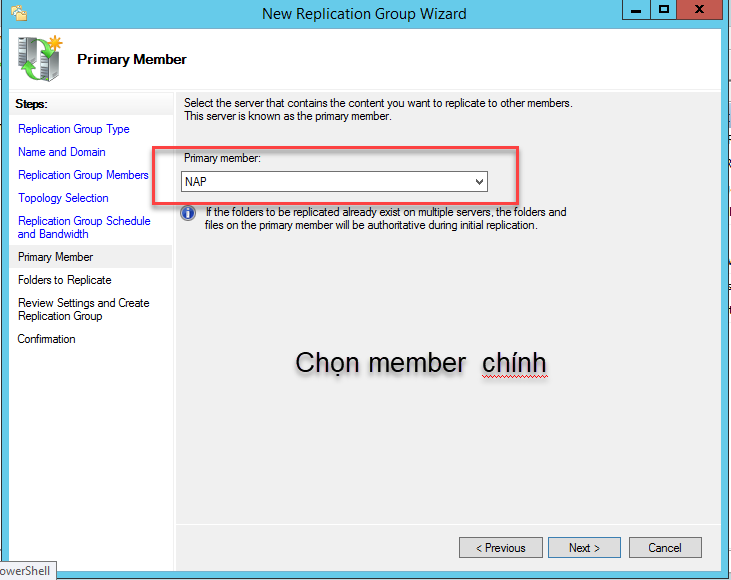 New Replication Group Wizard
Primary Member
Steps:
Replication Group Type
Name and Domain
Replication Group Members
Topology Selection
Replication Group Schedule
and Bandwidth
Primary Member
Folders to Replicate
Review Settings and Create
Replication Group
Confirmation
Select the server that contains the content you want to replicate to other members.
This server is known as the primary member.
Primary member:
NAP
If the folders to be replicated already exist on multiple servers, the folders and
files on the primary member will be authoritative during initial replication.
Chọn member chính
< Previous
Next >
Cancel
owerShell